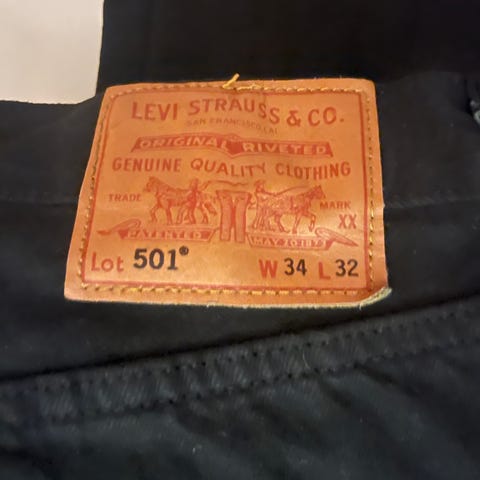 LEVI STRAUSS & CO.
SAN FRANCISCO, CAL
ORIGINAL RIVETED
GENUINE QUALITY CLOTHING
TRADE MARK
XX
PATENTED MAY 20 1873
Lot 501® W 34 L 32